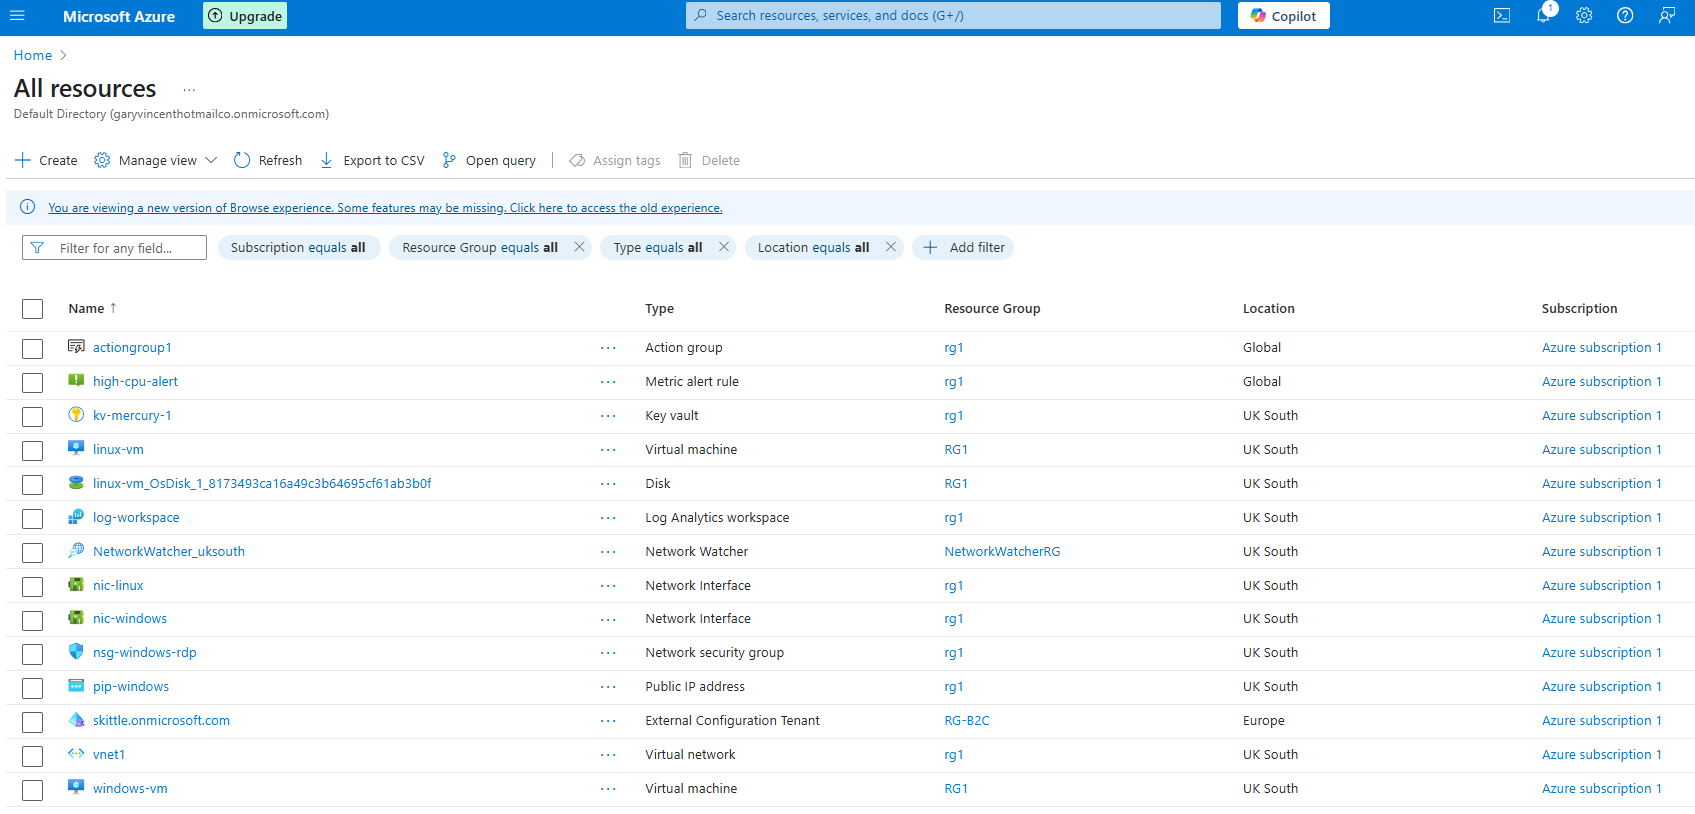 Microsoft Azure
Upgrade
Search resources, services, and docs (G+/)
Copilot
1
Home
All resources
...
Default Directory (garyvincenthotmailco.onmicrosoft.com)
Create
Manage view
Refresh
Export to CSV
Open query
Assign tags
Delete
You are viewing a new version of Browse experience. Some features may be missing. Click here to access the old experience.
Filter for any field...
Subscription equals all
Resource Group equals all
Type equals all
Location equals all
Add filter
Name ↑ Type Resource Group Location Subscription
actiongroup1 ... Action group rg1 Global Azure subscription 1
high-cpu-alert ... Metric alert rule rg1 Global Azure subscription 1
kv-mercury-1 ... Key vault rg1 UK South Azure subscription 1
linux-vm ... Virtual machine RG1 UK South Azure subscription 1
linux-vm_OsDisk_1_8173493ca16a49c3b64695cf61ab3b0f ... Disk RG1 UK South Azure subscription 1
log-workspace ... Log Analytics workspace rg1 UK South Azure subscription 1
NetworkWatcher_uksouth ... Network Watcher NetworkWatcherRG UK South Azure subscription 1
nic-linux ... Network Interface rg1 UK South Azure subscription 1
nic-windows ... Network Interface rg1 UK South Azure subscription 1
nsg-windows-rdp ... Network security group rg1 UK South Azure subscription 1
pip-windows ... Public IP address rg1 UK South Azure subscription 1
skittle.onmicrosoft.com ... External Configuration Tenant RG-B2C Europe Azure subscription 1
vnet1 ... Virtual network rg1 UK South Azure subscription 1
windows-vm ... Virtual machine RG1 UK South Azure subscription 1